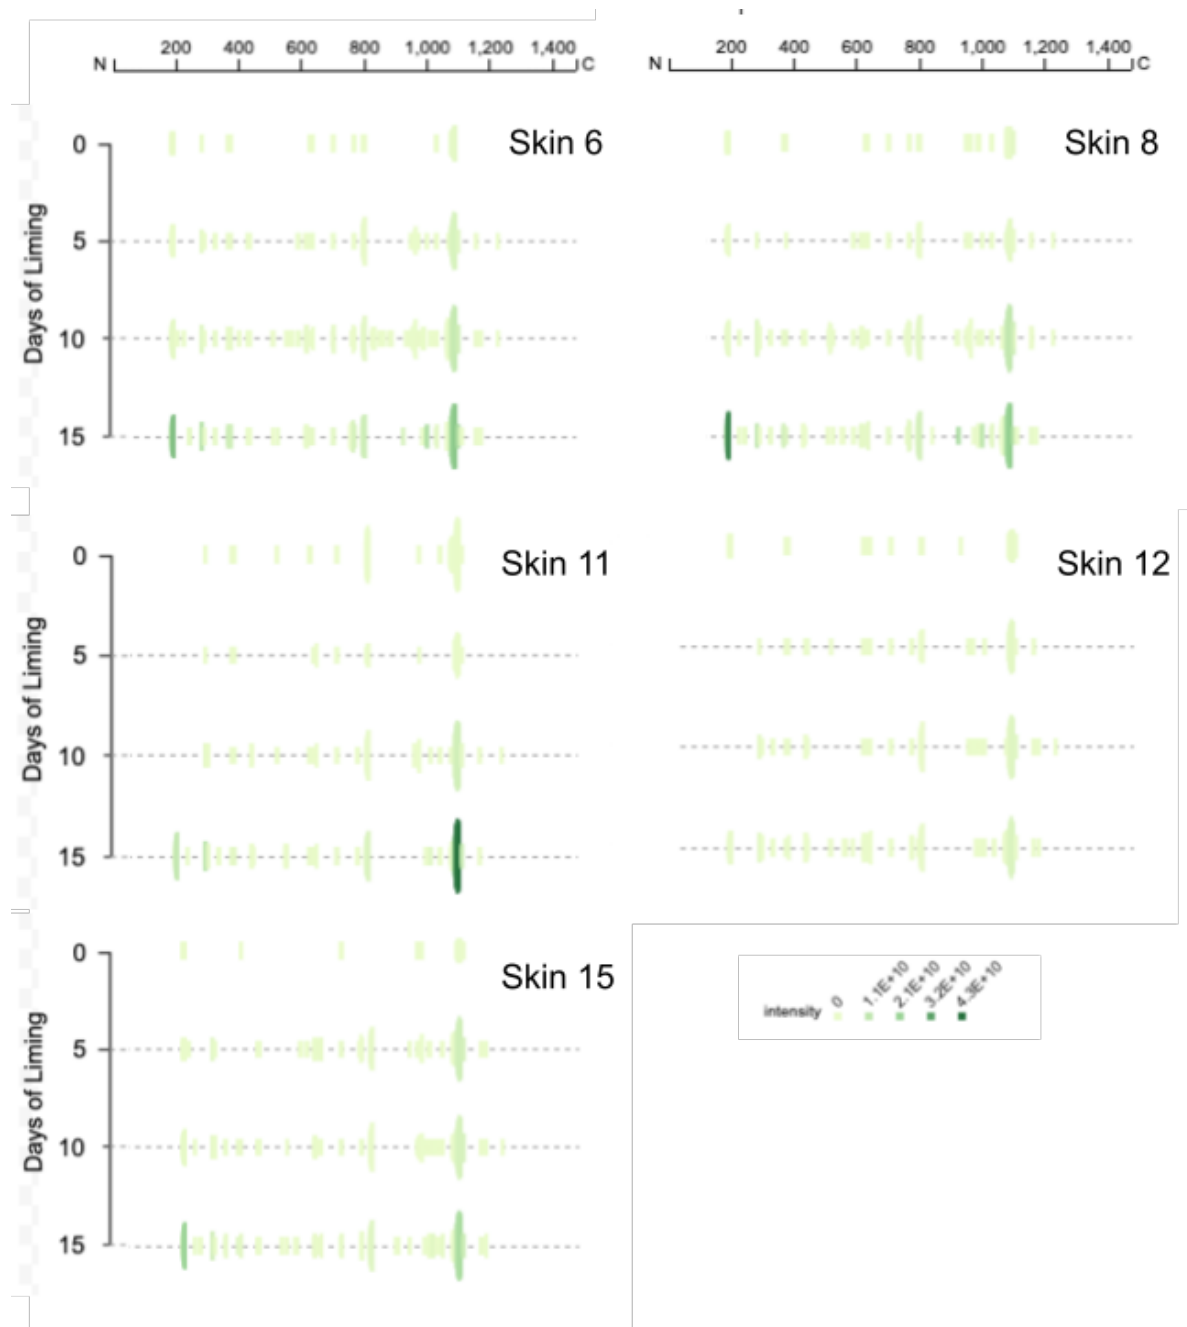 200 400 600 800 1,000 1,200 1,400
N C
200 400 600 800 1,000 1,200 1,400
N C
Skin 6
Skin 8
Days of Liming
0
5
10
15
Skin 11
Skin 12
Days of Liming
0
5
10
15
Skin 15
Days of Liming
0
5
10
15
intensity 0 1.1E+10 2.1E+10 3.2E+10 4.3E+10